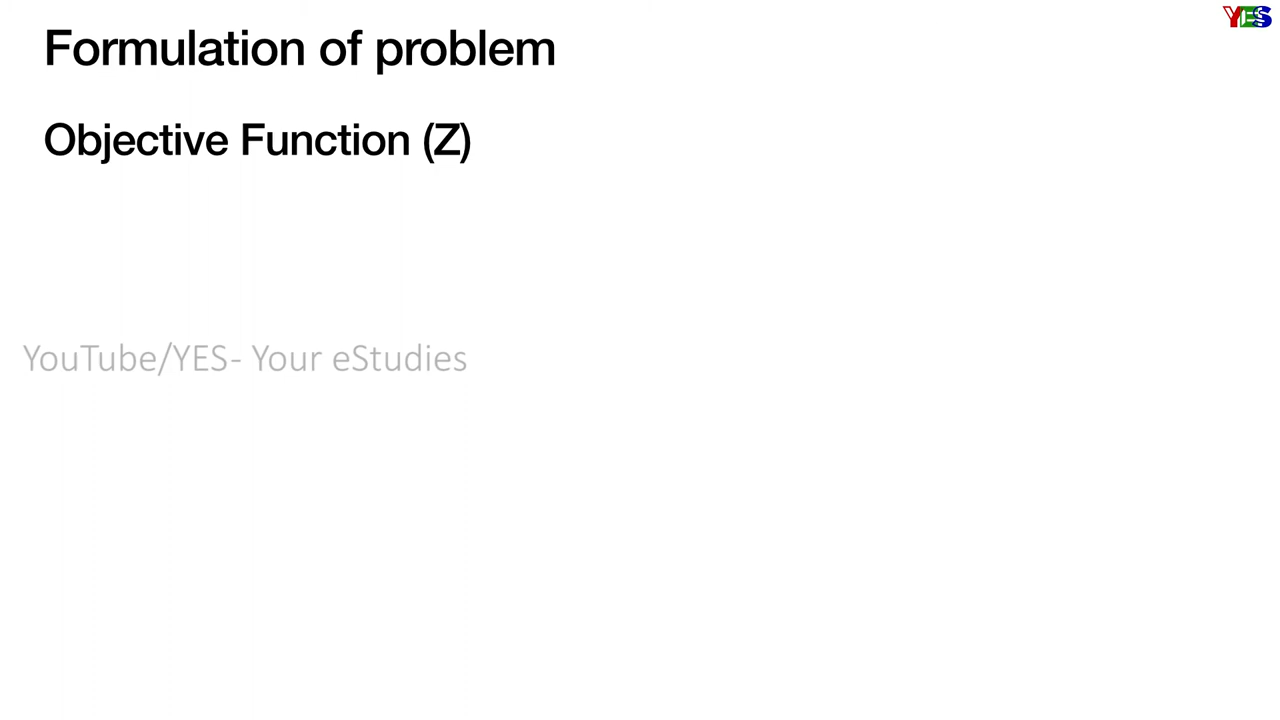 YES
Formulation of problem
Objective Function (Z)
YouTube/YES- Your eStudies